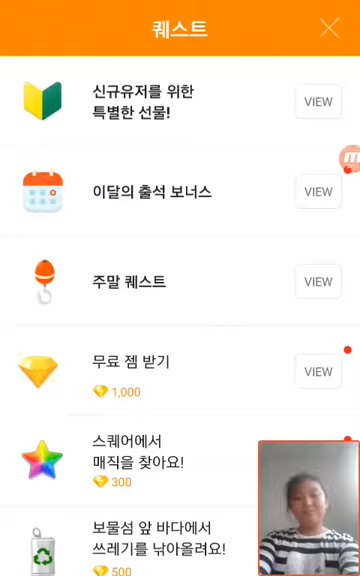 퀘스트
신규유저를 위한
특별한 선물!
VIEW
이달의 출석 보너스
VIEW
주말 퀘스트
VIEW
무료 젬 받기
1,000
VIEW
스퀘어에서
매직을 찾아요!
300
보물섬 앞 바다에서
쓰레기를 낚아올려요!
500